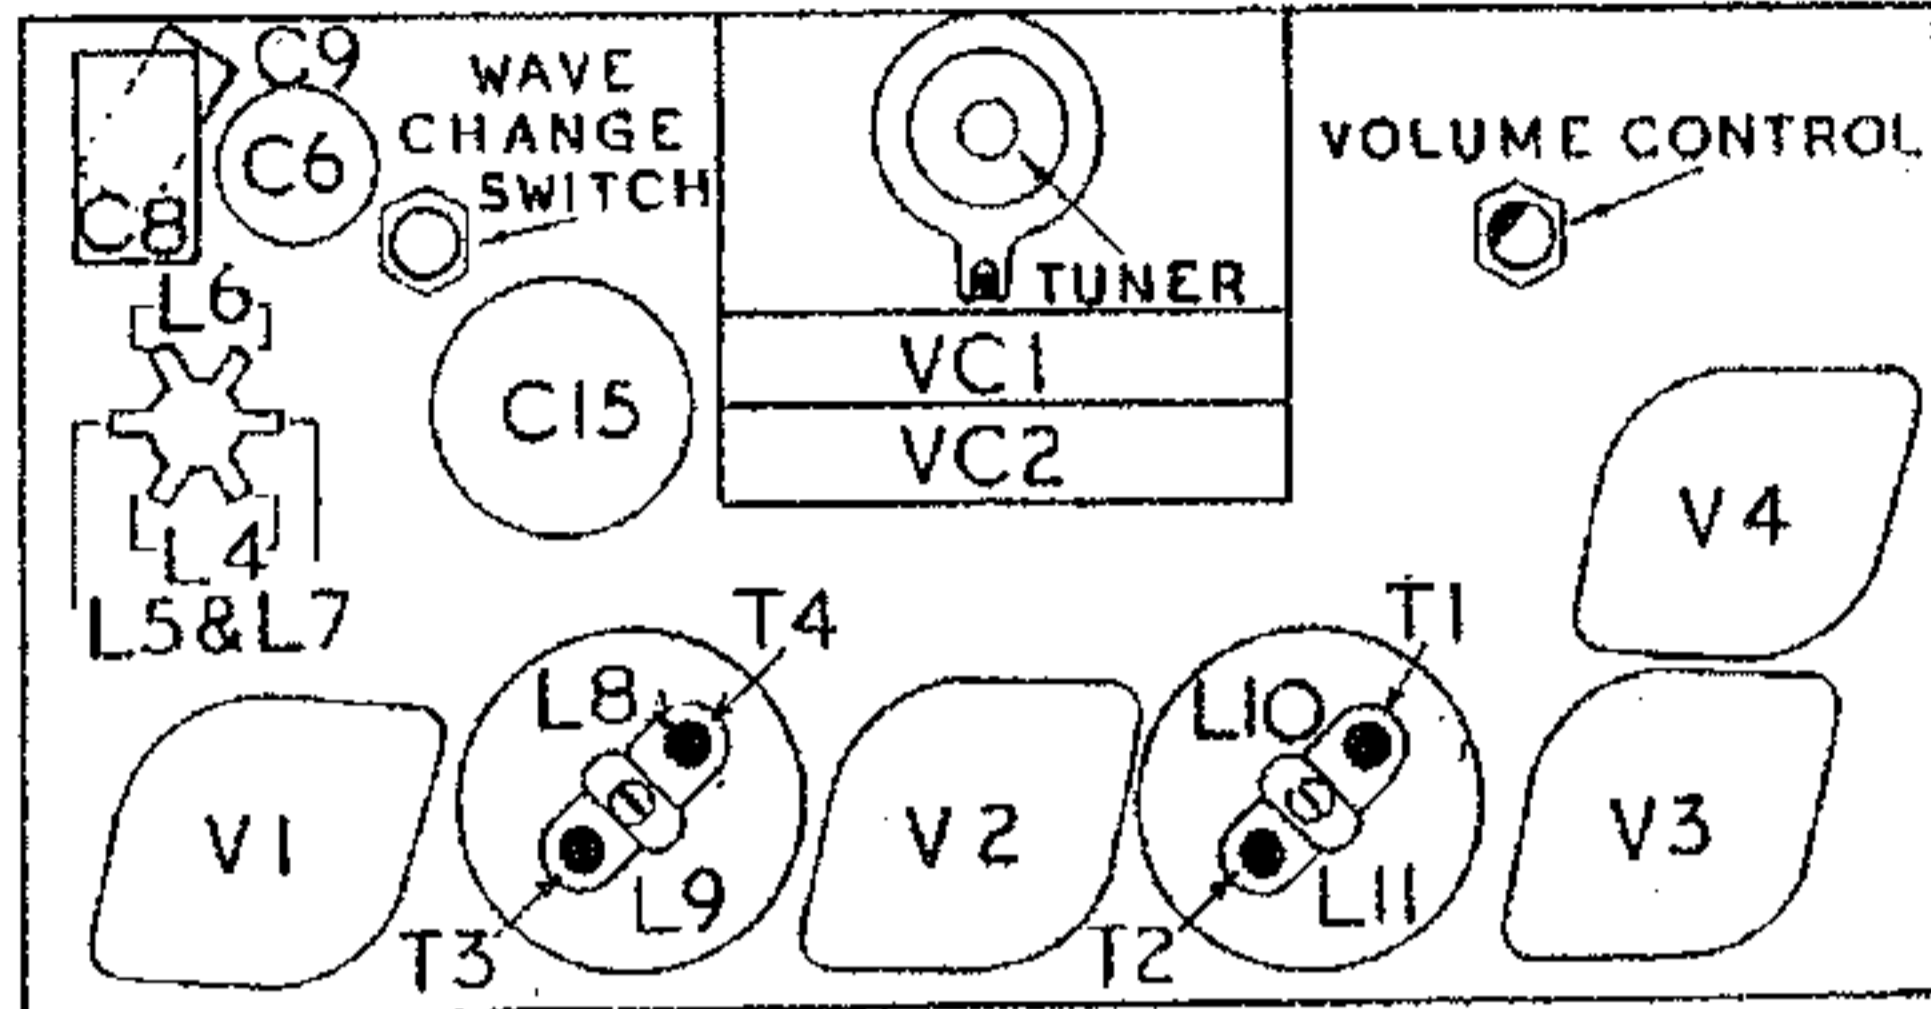 C9
WAVE
CHANGE
SWITCH
C6
C8
VOLUME CONTROL
TUNER
L6
VC1
C15
VC2
V4
L4
L5&L7
T4
T1
L8
L10
V1
V2
V3
L9
L11
T3
T2